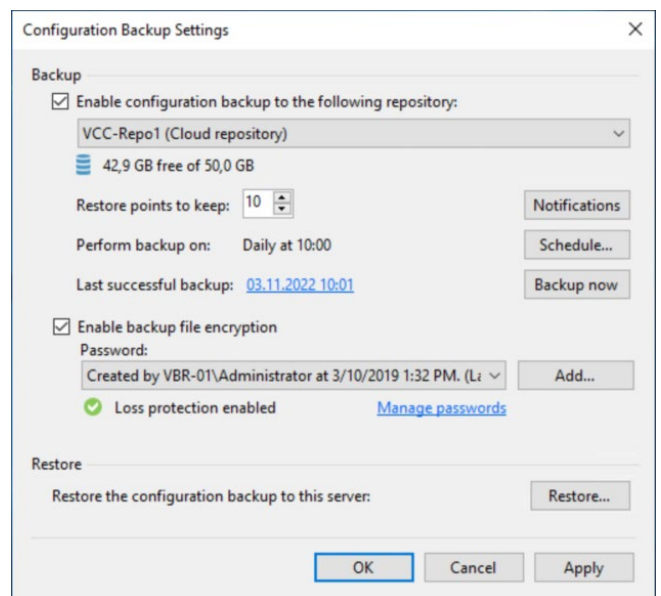 Configuration Backup Settings
Backup
Enable configuration backup to the following repository:
VCC-Repo1 (Cloud repository)
42,9 GB free of 50,0 GB
Restore points to keep: 10 Notifications
Perform backup on: Daily at 10:00 Schedule...
Last successful backup: 03.11.2022 10:01 Backup now
Enable backup file encryption
Password:
Created by VBR-01\Administrator at 3/10/2019 1:32 PM. Add...
Loss protection enabled Manage passwords
Restore
Restore the configuration backup to this server: Restore...
OK Cancel Apply